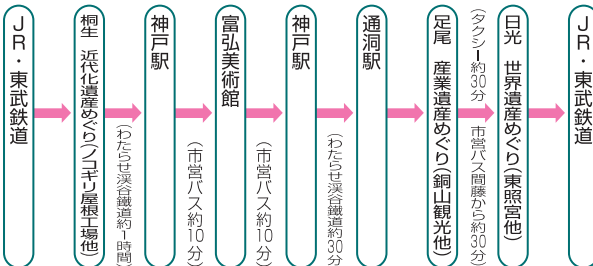 JR・東武鉄道
桐生 近代化遺産めぐり(ノコギリ屋根工場他)
(わたらせ渓谷鐵道約1時間)
神戸駅
(市営バス約10分)
富弘美術館
(市営バス約10分)
神戸駅
(わたらせ渓谷鐵道約30分)
通洞駅
足尾 産業遺産めぐり(銅山観光他)
(タクシー約30分 市営バス間藤から約30分)
日光 世界遺産めぐり(東照宮他)
JR・東武鉄道